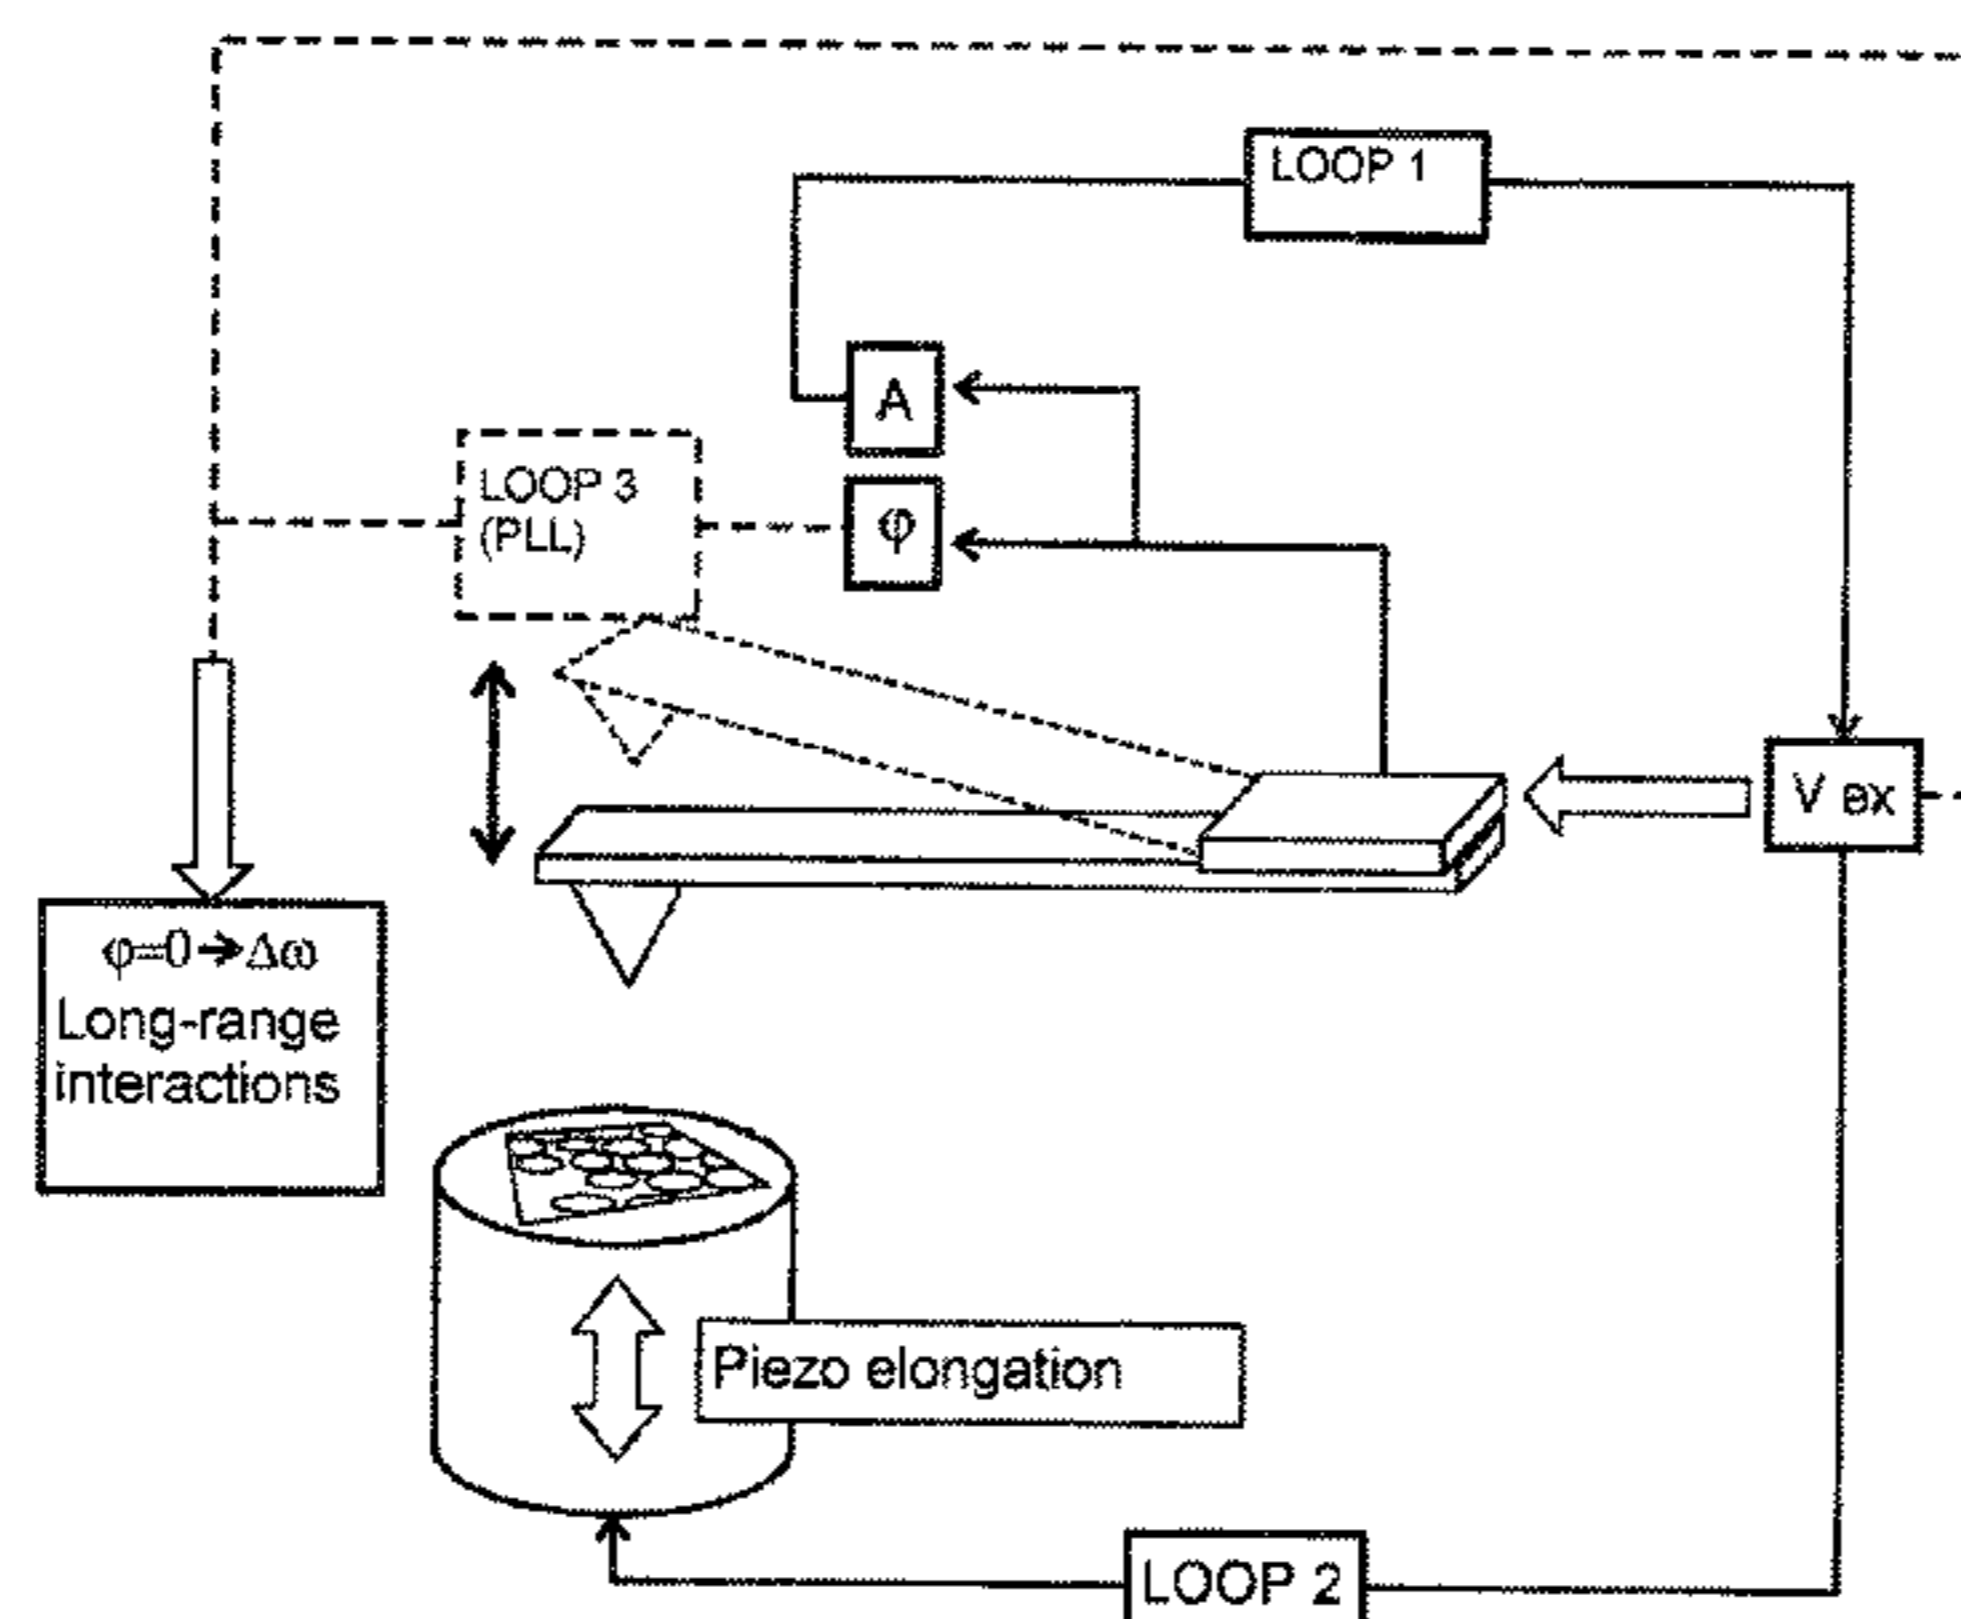 LOOP 1
A
LOOP 3
(PLL)
φ
V ex
φ=0→Δω
Long-range
interactions
Piezo elongation
LOOP 2